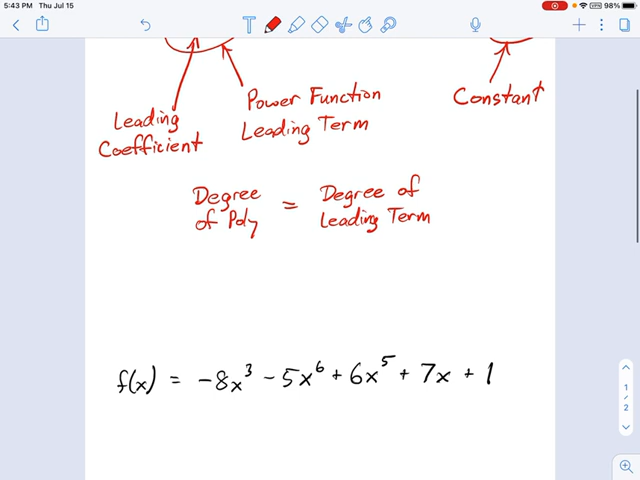 5:43 PM Thu Jul 15
98%
T
Power Function
Leading Term
Constant
Leading
Coefficient
Degree
of Poly
=
Degree of
Leading Term
f(x) = -8x³ - 5x⁶ + 6x⁵ + 7x + 1
1
/
2